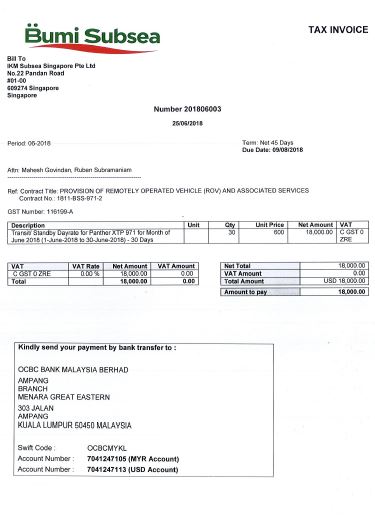 Bumi Subsea
TAX INVOICE
Bill To
IKM Subsea Singapore Pte Ltd
No.22 Pandan Road
#01-00
609274 Singapore
Singapore
Number 201806003
25/06/2018
Period: 06-2018
Term: Net 45 Days
Due Date: 09/08/2018
Attn: Mahesh Govindan, Ruben Subramaniam
Ref: Contract Title: PROVISION OF REMOTELY OPERATED VEHICLE (ROV) AND ASSOCIATED SERVICES
Contract No.: 1811-BSS-971-2
GST Number: 116199-A
Description Unit Qty Unit Price Net Amount VAT
Transit/ Standby Dayrate for Panther XTP 971 for Month of 30 600 18,000.00 C GST 0
June 2018 (1-June-2018 to 30-June-2018) - 30 Days ZRE
VAT VAT Rate Net Amount VAT Amount
C GST 0 ZRE 0.00 % 18,000.00 0.00
Total 18,000.00 0.00
Net Total 18,000.00
VAT Amount 0.00
Total Amount USD 18,000.00
Amount to pay 18,000.00
Kindly send your payment by bank transfer to :
OCBC BANK MALAYSIA BERHAD
AMPANG
BRANCH
MENARA GREAT EASTERN
303 JALAN
AMPANG
KUALA LUMPUR 50450 MALAYSIA
Swift Code : OCBCMYKL
Account Number : 7041247105 (MYR Account)
Account Number : 7041247113 (USD Account)